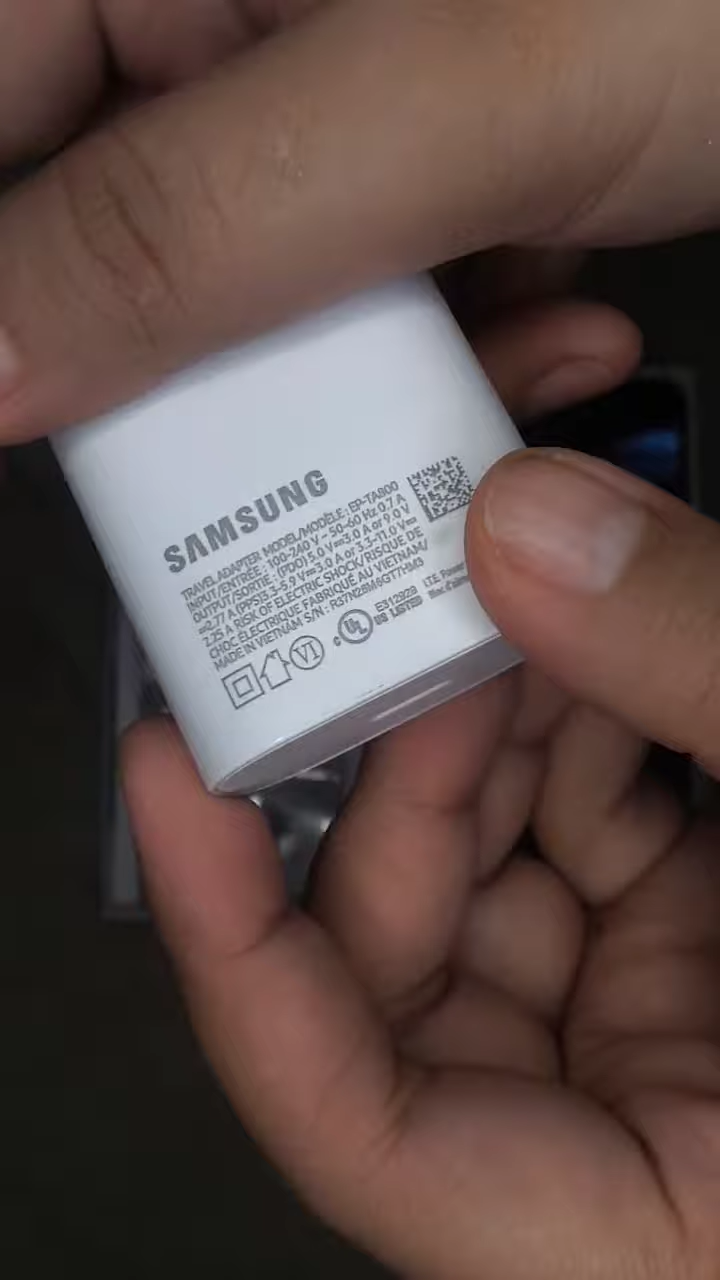 SAMSUNG
TRAVEL ADAPTER MODEL/MODÈLE : EP-TA800
INPUT/ENTRÉE : 100-240 V ~ 50-60 Hz 0.7 A
OUTPUT/SORTIE : (PDO) 5.0 V⎓3.0 A or 9.0 V
⎓2.77 A (PPS)3.3-5.9 V⎓3.0 A or 3.3-11.0 V⎓
2.25 A RISK OF ELECTRIC SHOCK/RISQUE DE
CHOC ÉLECTRIQUE FABRIQUÉ AU VIETNAM/
MADE IN VIETNAM S/N : R37N28M6GT7HM3
VI
c UL US LISTED
I.T.E. Power